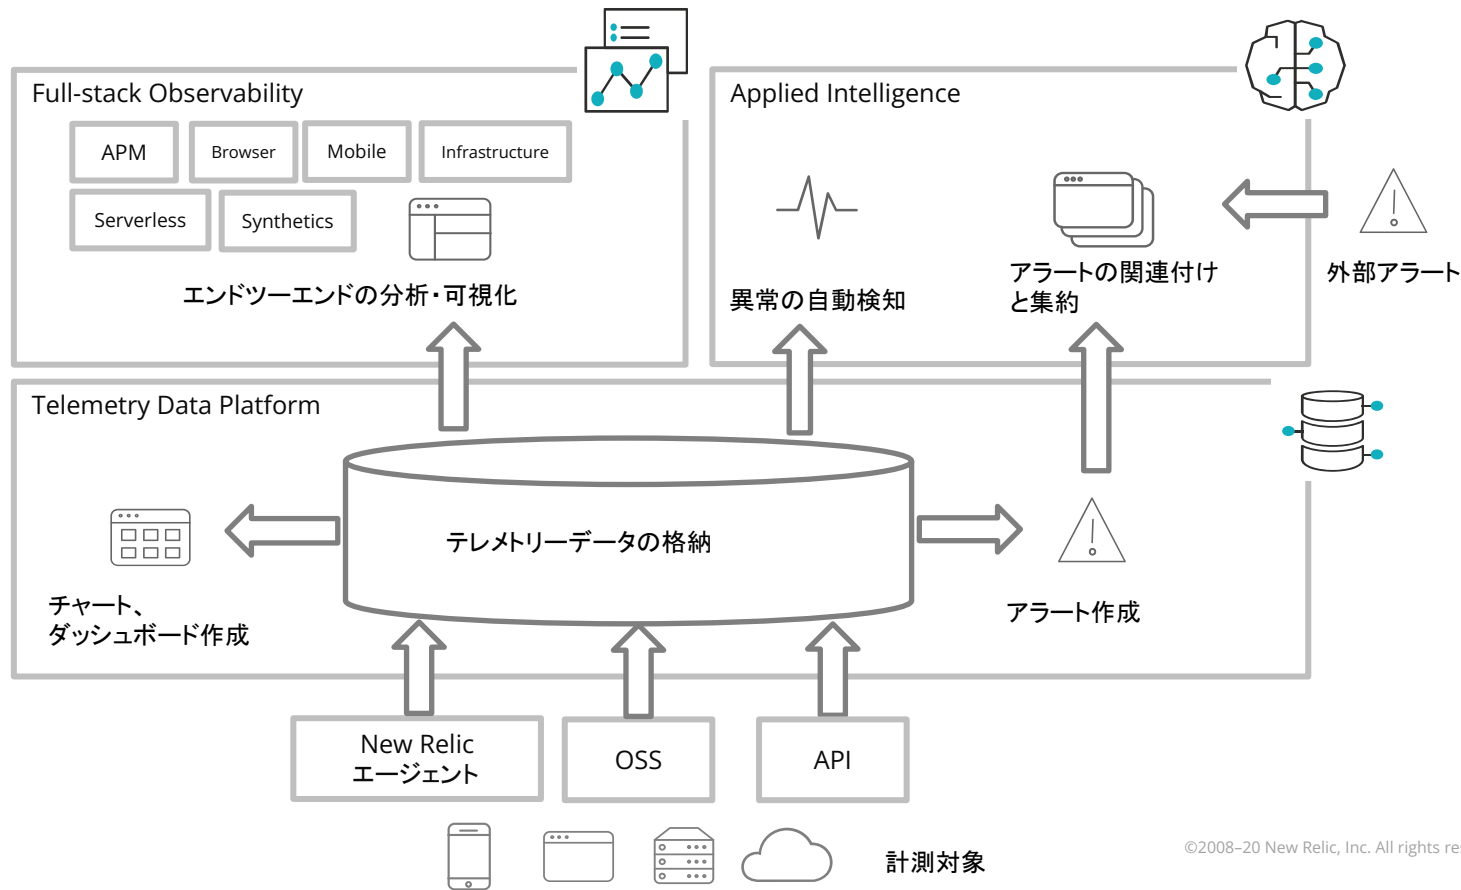 Full-stack Observability
APM
Browser
Mobile
Infrastructure
Serverless
Synthetics
エンドツーエンドの分析・可視化
Applied Intelligence
異常の自動検知
アラートの関連付け
と集約
外部アラート
Telemetry Data Platform
テレメトリーデータの格納
チャート、
ダッシュボード作成
アラート作成
New Relic
エージェント
OSS
API
計測対象
©2008–20 New Relic, Inc. All rights res